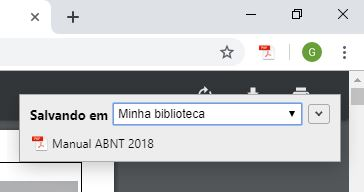 G
Salvando em Minha biblioteca
Manual ABNT 2018